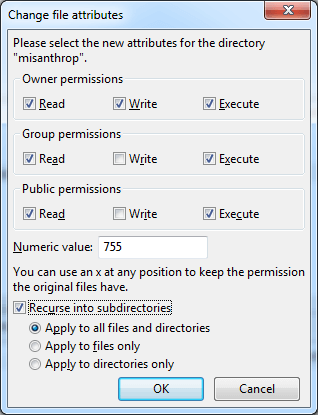 Change file attributes
Please select the new attributes for the directory
"misanthrop".
Owner permissions
Read Write Execute
Group permissions
Read Write Execute
Public permissions
Read Write Execute
Numeric value: 755
You can use an x at any position to keep the permission
the original files have.
Recurse into subdirectories
Apply to all files and directories
Apply to files only
Apply to directories only
OK Cancel